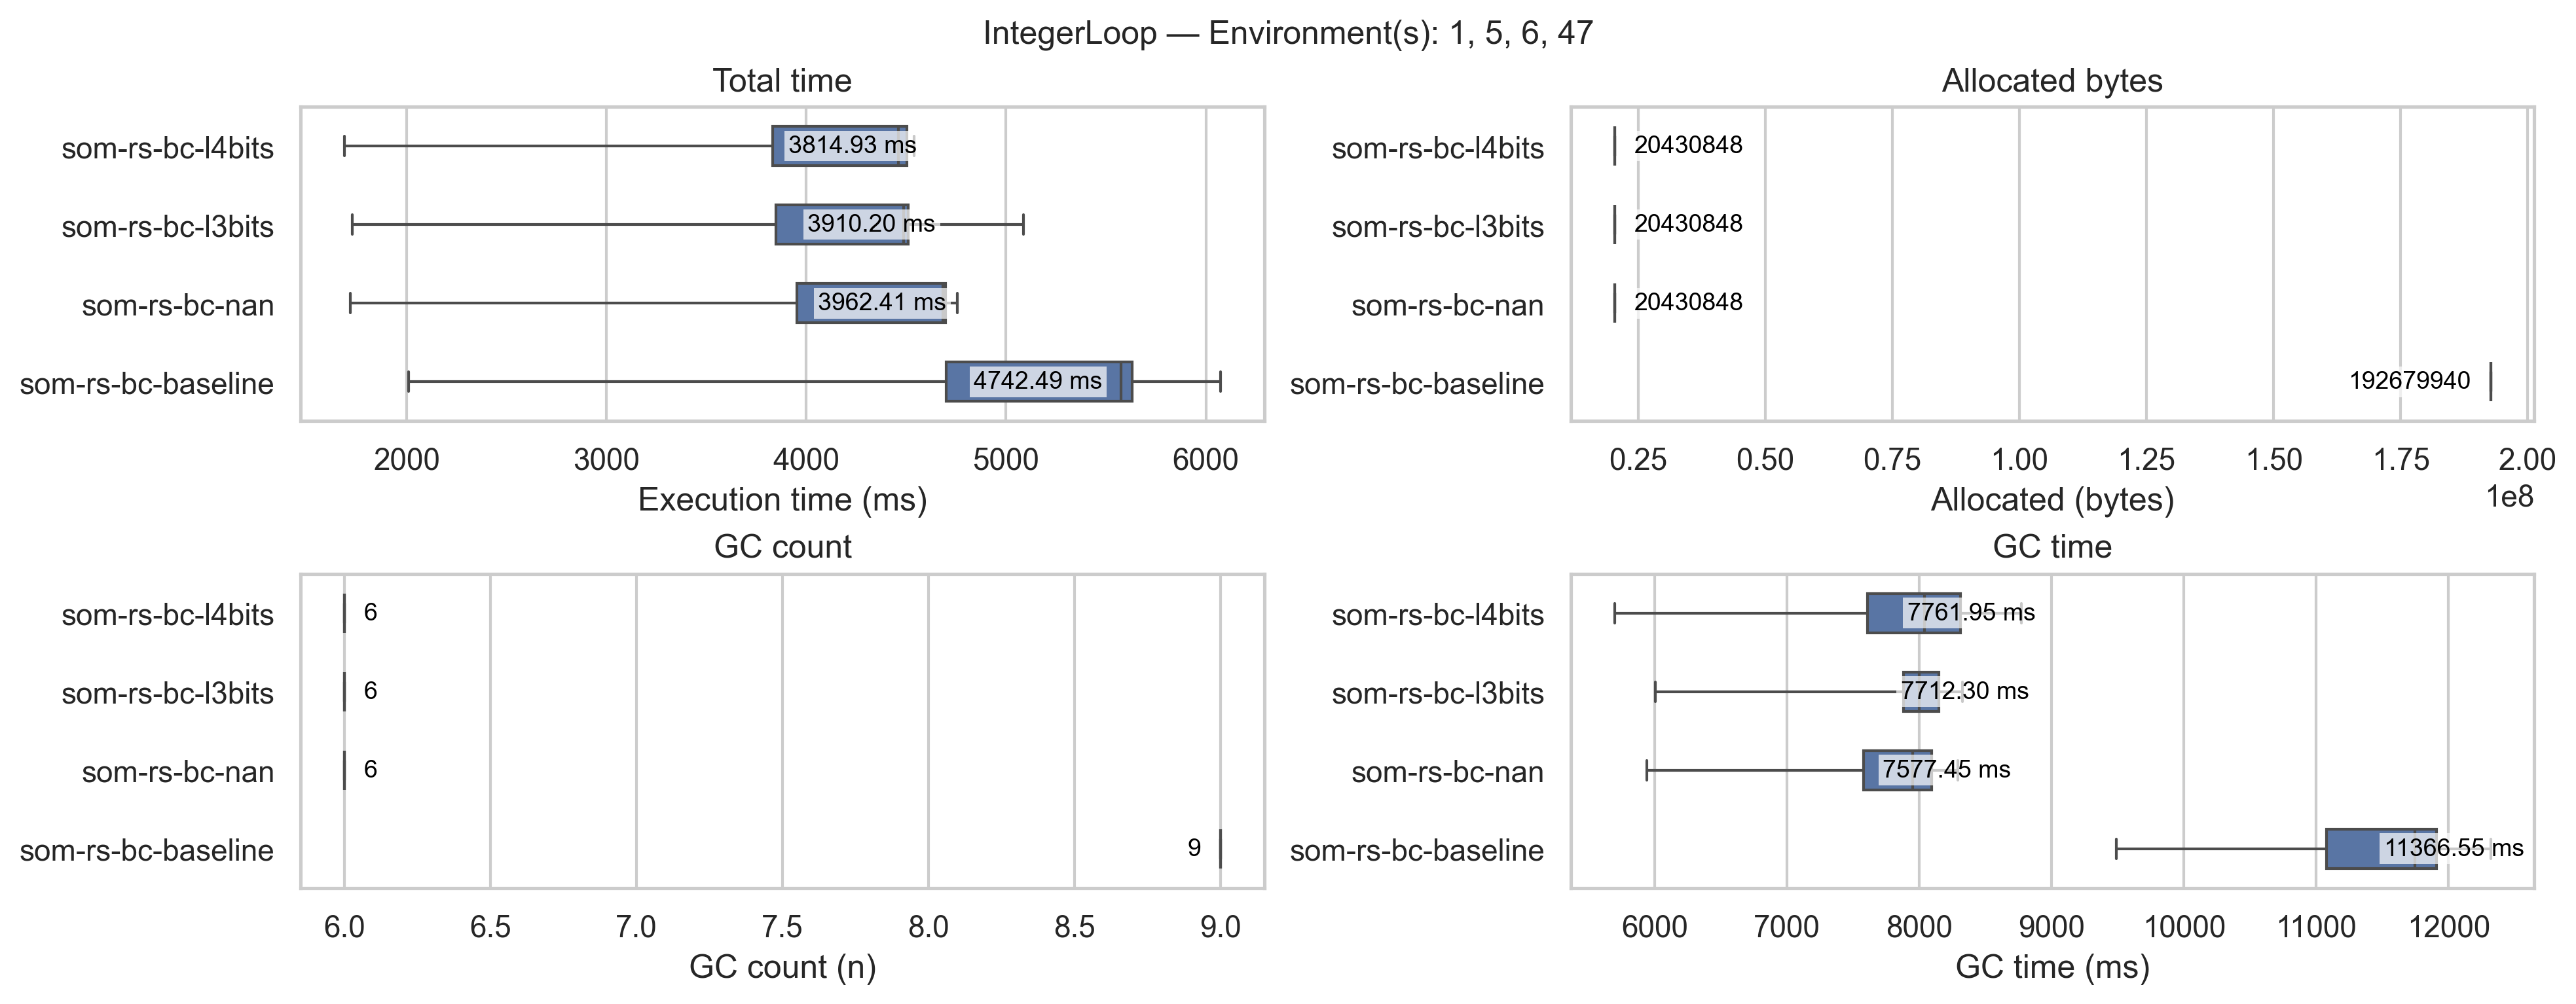 IntegerLoop — Environment(s): 1, 5, 6, 47
Total time
som-rs-bc-l4bits
3814.93 ms
som-rs-bc-l3bits
3910.20 ms
som-rs-bc-nan
3962.41 ms
som-rs-bc-baseline
4742.49 ms
2000 3000 4000 5000 6000
Execution time (ms)
Allocated bytes
som-rs-bc-l4bits
20430848
som-rs-bc-l3bits
20430848
som-rs-bc-nan
20430848
som-rs-bc-baseline
192679940
0.25 0.50 0.75 1.00 1.25 1.50 1.75 2.00
1e8
Allocated (bytes)
GC count
som-rs-bc-l4bits
6
som-rs-bc-l3bits
6
som-rs-bc-nan
6
som-rs-bc-baseline
9
6.0 6.5 7.0 7.5 8.0 8.5 9.0
GC count (n)
GC time
som-rs-bc-l4bits
7761.95 ms
som-rs-bc-l3bits
7712.30 ms
som-rs-bc-nan
7577.45 ms
som-rs-bc-baseline
11366.55 ms
6000 7000 8000 9000 10000 11000 12000
GC time (ms)